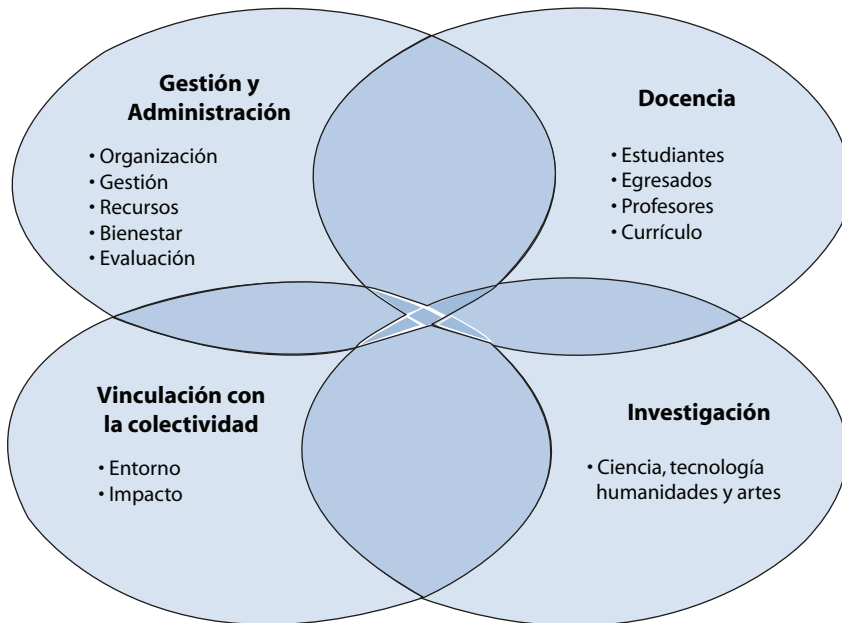 Gestión y
Administración
• Organización
• Gestión
• Recursos
• Bienestar
• Evaluación
Docencia
• Estudiantes
• Egresados
• Profesores
• Currículo
Vinculación con
la colectividad
• Entorno
• Impacto
Investigación
• Ciencia, tecnología
humanidades y artes